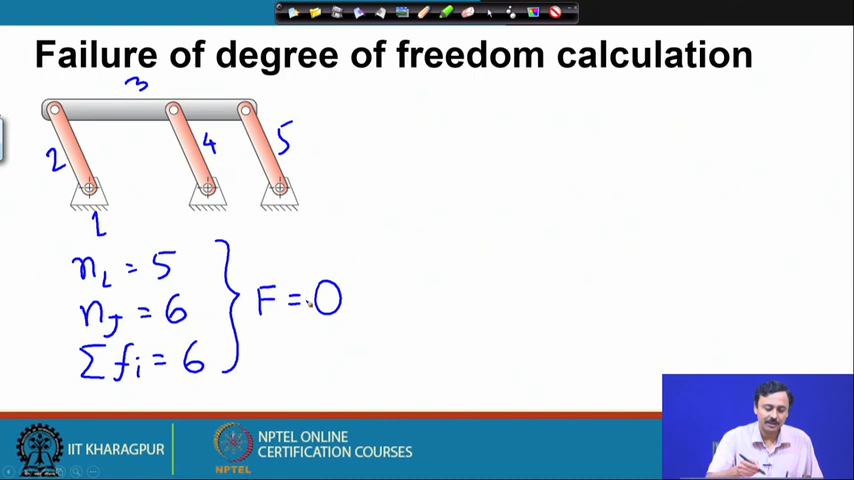 Failure of degree of freedom calculation
3
2
4
5
1
n_L = 5
n_J = 6
Σ f_i = 6
F = 0
IIT KHARAGPUR
NPTEL
NPTEL ONLINE
CERTIFICATION COURSES